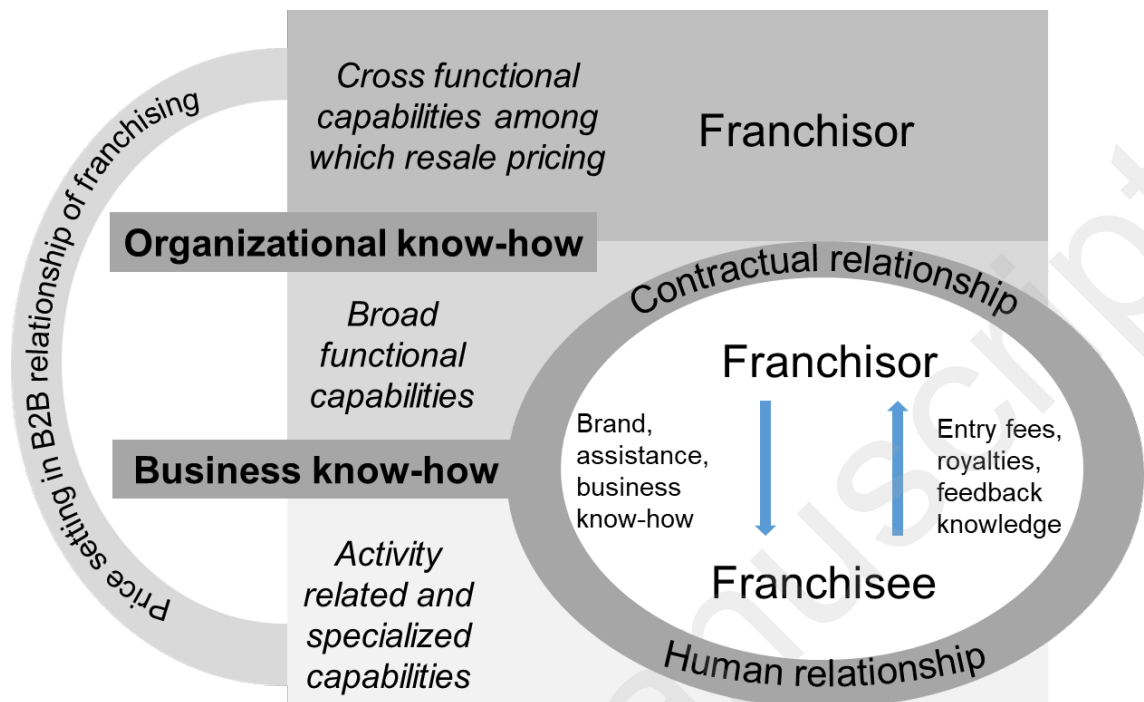 Price setting in B2B relationship of franchising
Cross functional
capabilities among
which resale pricing
Franchisor
Organizational know-how
Broad
functional
capabilities
Business know-how
Activity
related and
specialized
capabilities
Contractual relationship
Franchisor
Brand,
assistance,
business
know-how
Entry fees,
royalties,
feedback
knowledge
Franchisee
Human relationship
anuscript